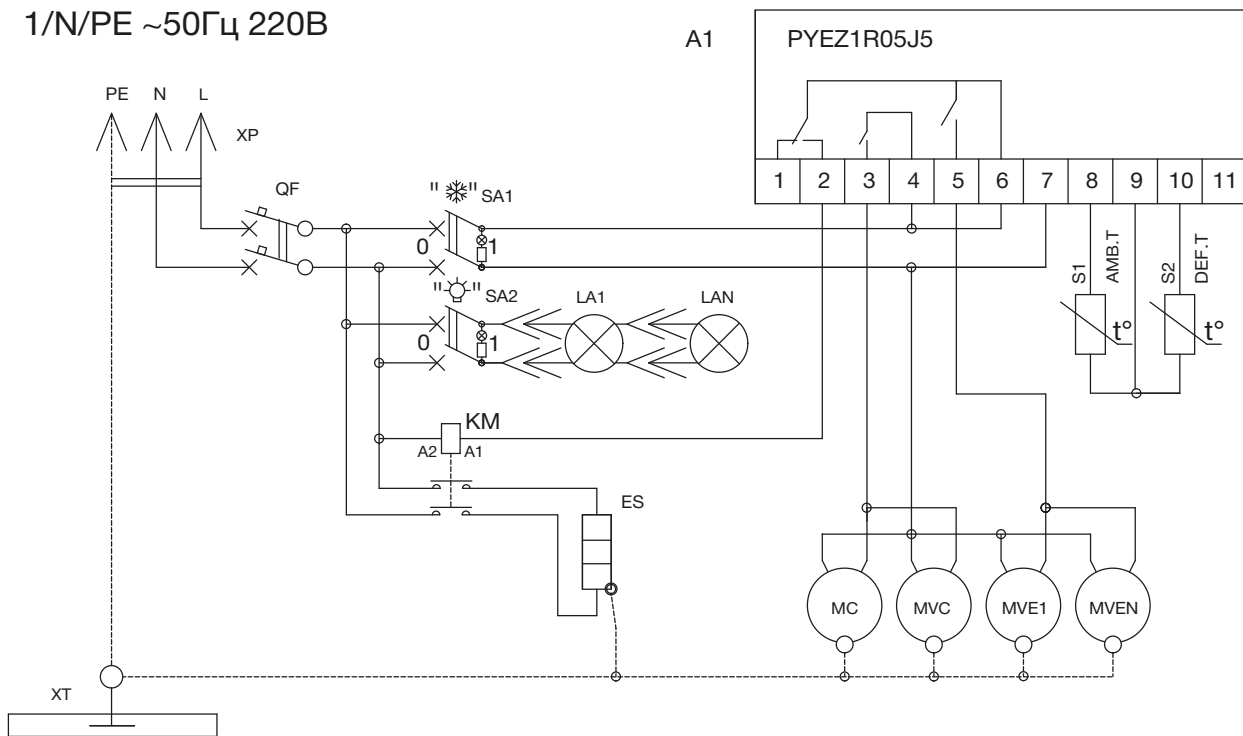 1/N/PE ~50Гц 220В
A1 PYEZ1R05J5
PE N L
XP
QF
1 2 3 4 5 6 7 8 9 10 11
"❄" SA1
0 1
"" SA2 LA1 LAN
0 1
S1 AMB.T S2 DEF.T
t° t°
KM
A2 A1
ES
MC MVC MVE1 MVEN
XT